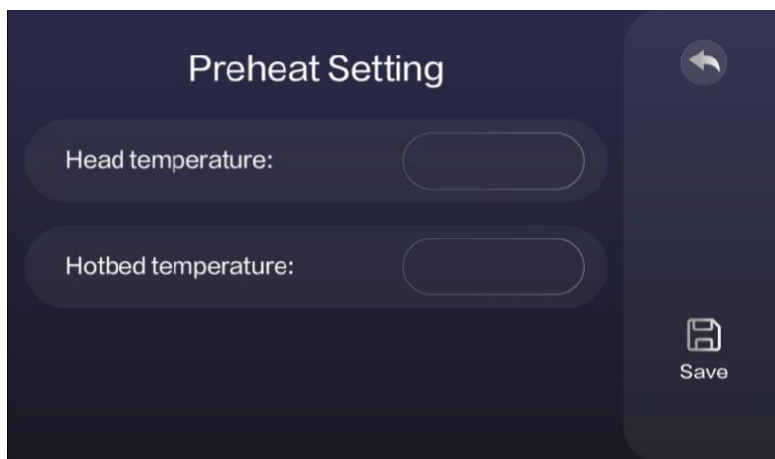 Preheat Setting
Head temperature:
Hotbed temperature:
Save